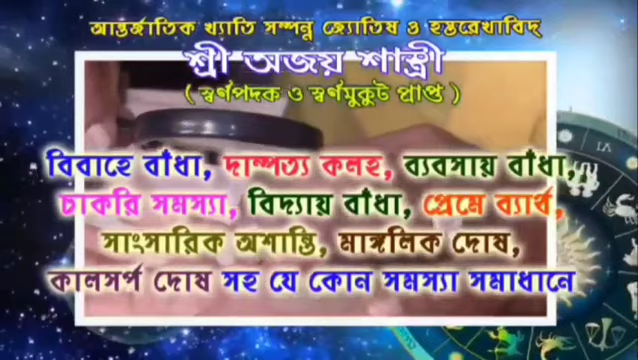 আন্তর্জাতিক খ্যাতি সম্পন্ন জ্যোতিষ ও হস্তরেখাবিদ্
শ্রী অজয় শাস্ত্রী
( স্বর্ণপদক ও স্বর্ণমুকুট প্রাপ্ত )
বিবাহে বাঁধা, দাম্পত্য কলহ, ব্যবসায় বাঁধা,
চাকরি সমস্যা, বিদ্যায় বাঁধা, প্রেমে ব্যার্থ,
সাংসারিক অশান্তি, মাঙ্গলিক দোষ,
কালসর্প দোষ সহ যে কোন সমস্যা সমাধানে